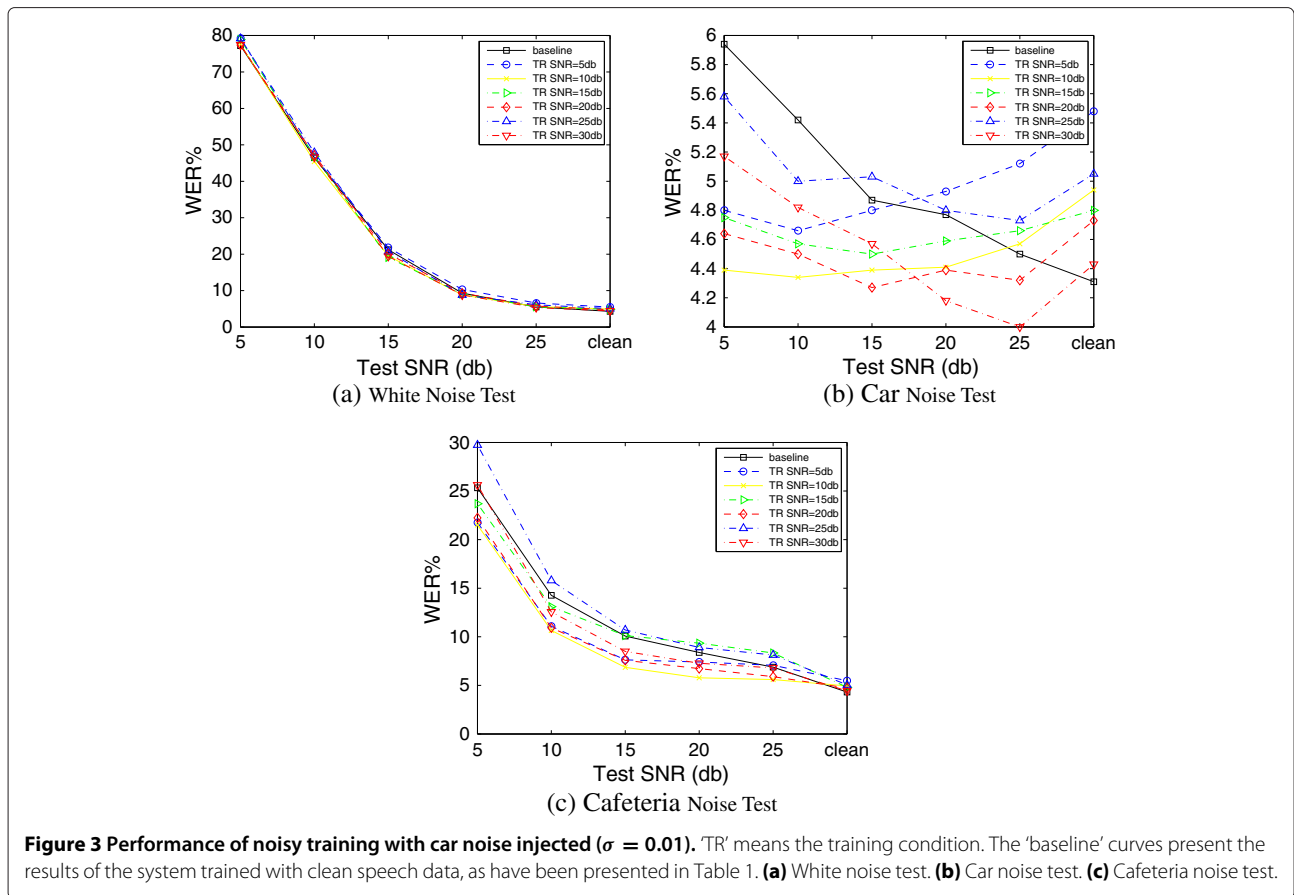 80
70
60
50
40
30
20
10
0
WER%
5 10 15 20 25 clean
Test SNR (db)
baseline
TR SNR=5db
TR SNR=10db
TR SNR=15db
TR SNR=20db
TR SNR=25db
TR SNR=30db
(a) White Noise Test
6
5.8
5.6
5.4
5.2
5
4.8
4.6
4.4
4.2
4
WER%
5 10 15 20 25 clean
Test SNR (db)
baseline
TR SNR=5db
TR SNR=10db
TR SNR=15db
TR SNR=20db
TR SNR=25db
TR SNR=30db
(b) Car Noise Test
30
25
20
15
10
5
0
WER%
5 10 15 20 25 clean
Test SNR (db)
baseline
TR SNR=5db
TR SNR=10db
TR SNR=15db
TR SNR=20db
TR SNR=25db
TR SNR=30db
(c) Cafeteria Noise Test
Figure 3 Performance of noisy training with car noise injected (σ = 0.01). 'TR' means the training condition. The 'baseline' curves present the
results of the system trained with clean speech data, as have been presented in Table 1. (a) White noise test. (b) Car noise test. (c) Cafeteria noise test.